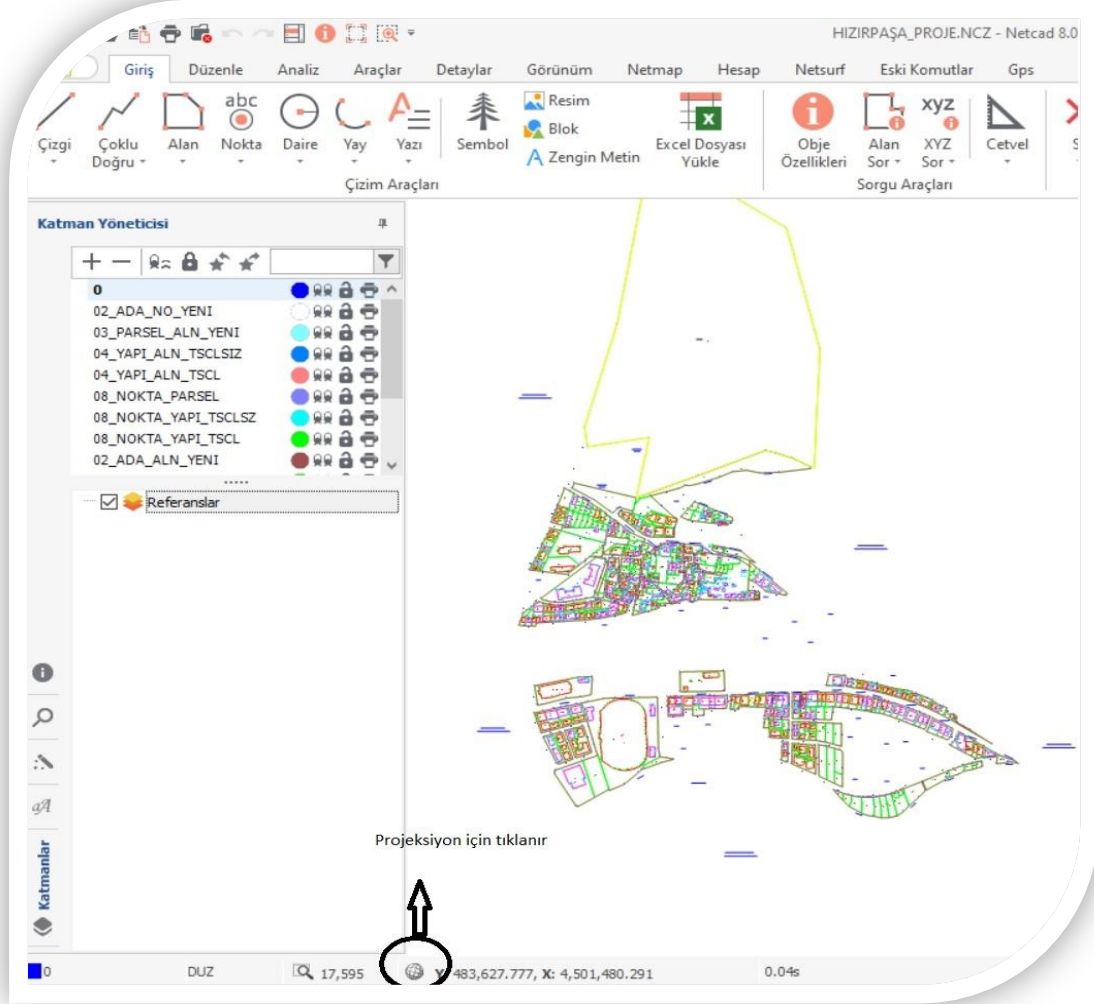 HIZIRPAŞA_PROJE.NCZ - Netcad 8.0
Giriş Düzenle Analiz Araçlar Detaylar Görünüm Netmap Hesap Netsurf Eski Komutlar Gps
Çizgi
Çoklu Doğru
Alan
abc
Nokta
Daire
Yay
Yazı
Sembol
Resim
Blok
Zengin Metin
Excel Dosyası Yükle
Obje Özellikleri
Alan Sor
xyz
XYZ Sor
Cetvel
S
Çizim Araçları
Sorgu Araçları
Katman Yöneticisi
0
02_ADA_NO_YENI
03_PARSEL_ALN_YENI
04_YAPI_ALN_TSCLSIZ
04_YAPI_ALN_TSCL
08_NOKTA_PARSEL
08_NOKTA_YAPI_TSCLSZ
08_NOKTA_YAPI_TSCL
02_ADA_ALN_YENI
Referanslar
Katmanlar
Projeksiyon için tıklanır
0 DUZ 17,595 Y: 483,627.777, X: 4,501,480.291 0.04s